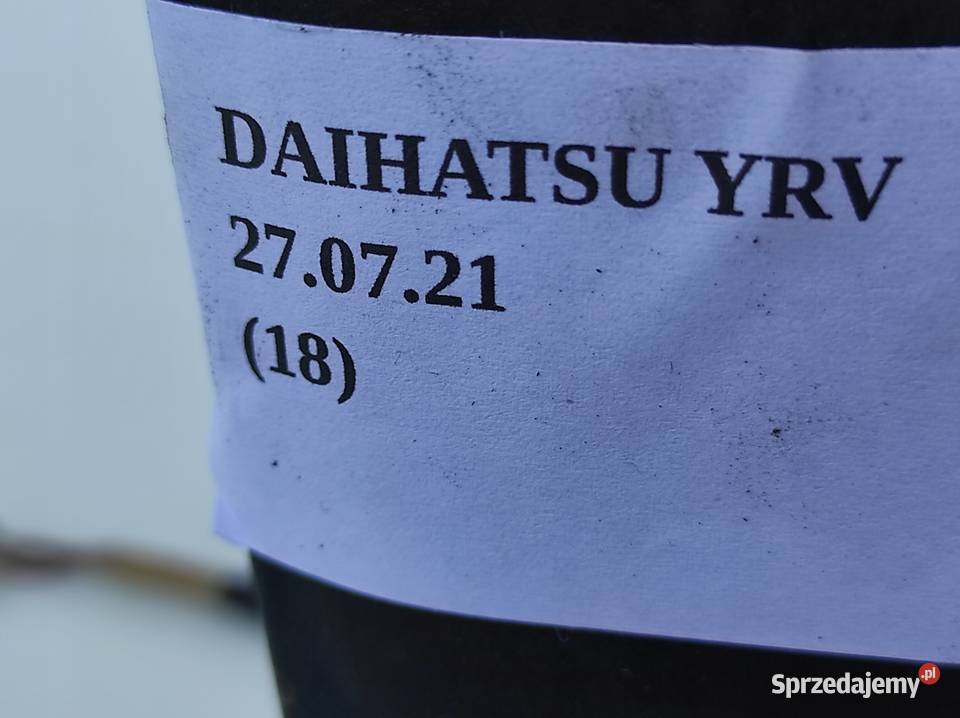 DAIHATSU YRV
27.07.21
(18)
Sprzedajemy.pl